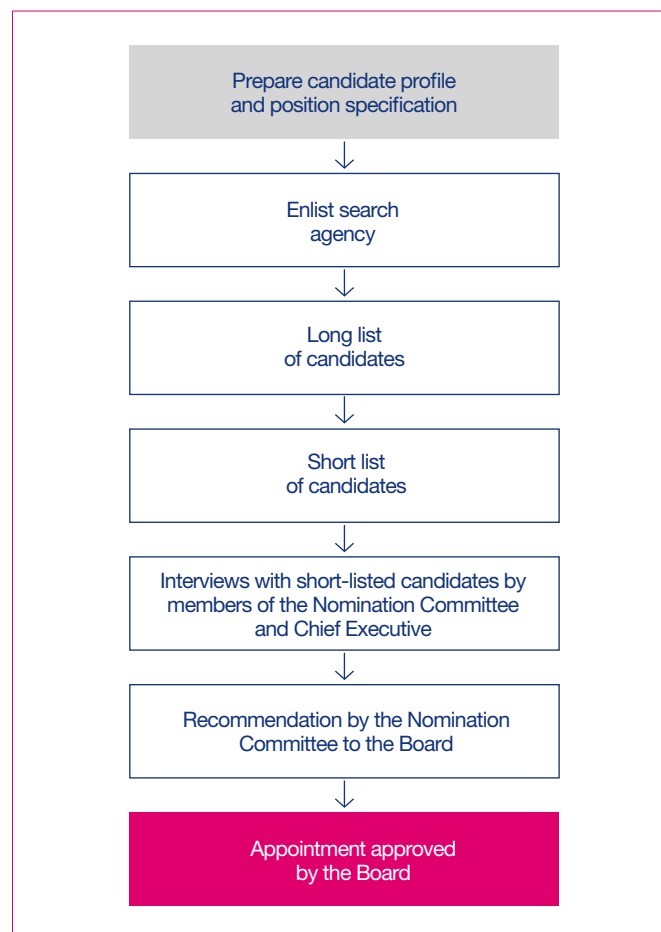 Prepare candidate profile
and position specification
Enlist search
agency
Long list
of candidates
Short list
of candidates
Interviews with short-listed candidates by
members of the Nomination Committee
and Chief Executive
Recommendation by the Nomination
Committee to the Board
Appointment approved
by the Board